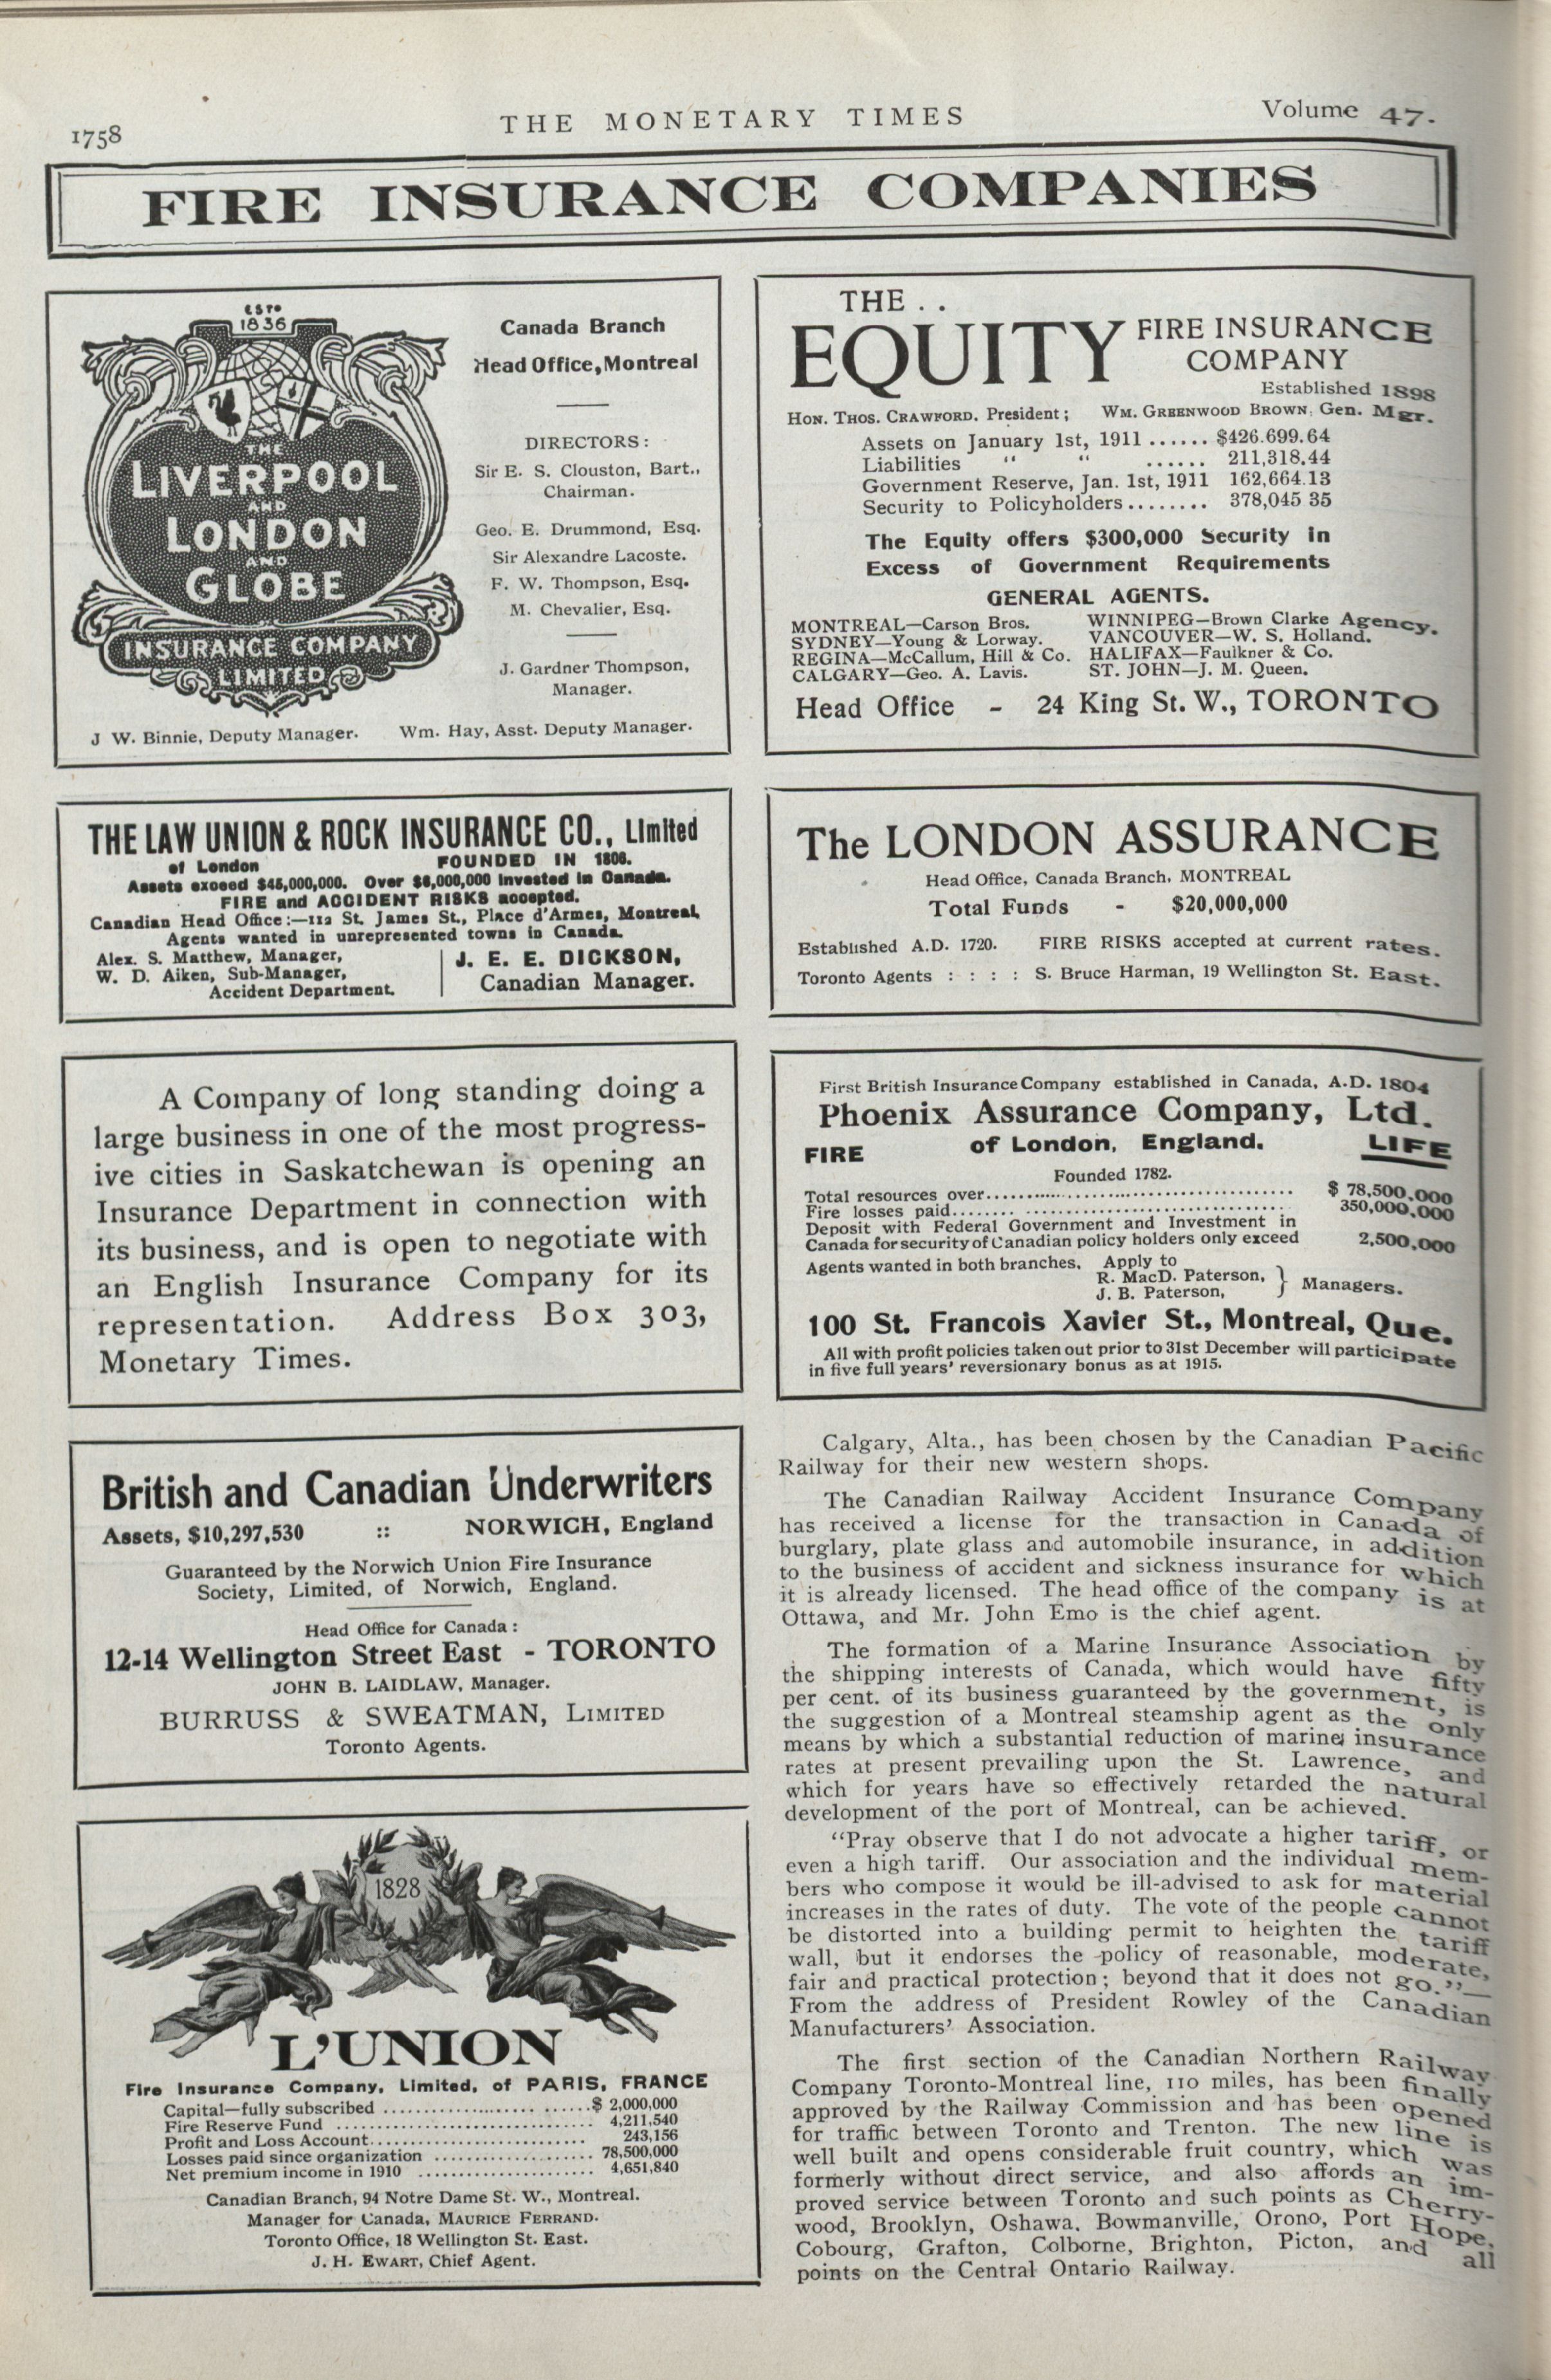 1758
THE MONETARY TIMES
Volume 47.
FIRE INSURANCE COMPANIES
ESTD
1836
THE
LIVERPOOL
AND
LONDON
AND
GLOBE
INSURANCE COMPANY
LIMITED
Canada Branch
Head Office, Montreal
DIRECTORS:
Sir E. S. Clouston, Bart.,
Chairman.
Geo. E. Drummond, Esq.
Sir Alexandre Lacoste.
F. W. Thompson, Esq.
M. Chevalier, Esq.
J. Gardner Thompson,
Manager.
J W. Binnie, Deputy Manager. Wm. Hay, Asst. Deputy Manager.
THE LAW UNION & ROCK INSURANCE CO., Limited
of London FOUNDED IN 1806.
Assets exceed $45,000,000. Over $6,000,000 invested in Canada.
FIRE and ACCIDENT RISKS accepted.
Canadian Head Office:—112 St. James St., Place d'Armes, Montreal.
Agents wanted in unrepresented towns in Canada.
Alex. S. Matthew, Manager,
W. D. Aiken, Sub-Manager,
Accident Department.
J. E. E. DICKSON,
Canadian Manager.
A Company of long standing doing a
large business in one of the most progress-
ive cities in Saskatchewan is opening an
Insurance Department in connection with
its business, and is open to negotiate with
an English Insurance Company for its
representation. Address Box 303,
Monetary Times.
British and Canadian Underwriters
Assets, $10,297,530 :: NORWICH, England
Guaranteed by the Norwich Union Fire Insurance
Society, Limited, of Norwich, England.
Head Office for Canada:
12-14 Wellington Street East - TORONTO
JOHN B. LAIDLAW, Manager.
BURRUSS & SWEATMAN, LIMITED
Toronto Agents.
1828
L'UNION
Fire Insurance Company, Limited, of PARIS, FRANCE
Capital—fully subscribed ........................ $ 2,000,000
Fire Reserve Fund ................................ 4,211,540
Profit and Loss Account........................... 243,156
Losses paid since organization .................... 78,500,000
Net premium income in 1910 ...................... 4,651,840
Canadian Branch, 94 Notre Dame St. W., Montreal.
Manager for Canada, MAURICE FERRAND.
Toronto Office, 18 Wellington St. East.
J. H. EWART, Chief Agent.
THE ..
EQUITY FIRE INSURANCE
COMPANY
Established 1898
HON. THOS. CRAWFORD. President; WM. GREENWOOD BROWN, Gen. Mgr.
Assets on January 1st, 1911 ...... $426.699.64
Liabilities " " ...... 211,318.44
Government Reserve, Jan. 1st, 1911 162,664.13
Security to Policyholders........ 378,045 35
The Equity offers $300,000 Security in
Excess of Government Requirements
GENERAL AGENTS.
MONTREAL—Carson Bros. WINNIPEG—Brown Clarke Agency.
SYDNEY—Young & Lorway. VANCOUVER—W. S. Holland.
REGINA—McCallum, Hill & Co. HALIFAX—Faulkner & Co.
CALGARY—Geo. A. Lavis. ST. JOHN—J. M. Queen.
Head Office - 24 King St. W., TORONTO
The LONDON ASSURANCE
Head Office, Canada Branch, MONTREAL
Total Funds - $20,000,000
Established A.D. 1720. FIRE RISKS accepted at current rates.
Toronto Agents : : : : S. Bruce Harman, 19 Wellington St. East.
First British Insurance Company established in Canada, A.D. 1804
Phoenix Assurance Company, Ltd.
FIRE of London, England. LIFE
Founded 1782.
Total resources over........................................ $ 78,500,000
Fire losses paid........ .................................. 350,000,000
Deposit with Federal Government and Investment in
Canada for security of Canadian policy holders only exceed 2,500,000
Agents wanted in both branches. Apply to
R. MacD. Paterson, } Managers.
J. B. Paterson,
100 St. Francois Xavier St., Montreal, Que.
All with profit policies taken out prior to 31st December will participate
in five full years' reversionary bonus as at 1915.
Calgary, Alta., has been chosen by the Canadian Pacific
Railway for their new western shops.
The Canadian Railway Accident Insurance Company
has received a license for the transaction in Canada of
burglary, plate glass and automobile insurance, in addition
to the business of accident and sickness insurance for which
it is already licensed. The head office of the company is at
Ottawa, and Mr. John Emo is the chief agent.
The formation of a Marine Insurance Association by
the shipping interests of Canada, which would have fifty
per cent. of its business guaranteed by the government, is
the suggestion of a Montreal steamship agent as the only
means by which a substantial reduction of marine insurance
rates at present prevailing upon the St. Lawrence, and
which for years have so effectively retarded the natural
development of the port of Montreal, can be achieved.
"Pray observe that I do not advocate a higher tariff, or
even a high tariff. Our association and the individual mem-
bers who compose it would be ill-advised to ask for material
increases in the rates of duty. The vote of the people cannot
be distorted into a building permit to heighten the tariff
wall, but it endorses the policy of reasonable, moderate,
fair and practical protection; beyond that it does not go."—
From the address of President Rowley of the Canadian
Manufacturers' Association.
The first section of the Canadian Northern Railway
Company Toronto-Montreal line, 110 miles, has been finally
approved by the Railway Commission and has been opened
for traffic between Toronto and Trenton. The new line is
well built and opens considerable fruit country, which was
formerly without direct service, and also affords an im-
proved service between Toronto and such points as Cherry-
wood, Brooklyn, Oshawa, Bowmanville, Orono, Port Hope,
Cobourg, Grafton, Colborne, Brighton, Picton, and all
points on the Central Ontario Railway.